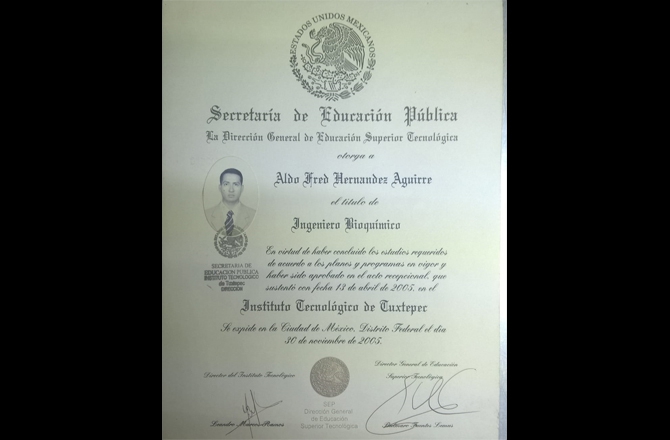 ESTADOS UNIDOS MEXICANOS
Secretaría de Educación Pública
La Dirección General de Educación Superior Tecnológica
otorga a
Aldo Fred Hernandez Aguirre
el título de
Ingeniero Bioquímico
En virtud de haber concluido los estudios requeridos
de acuerdo a los planes y programas en vigor y
haber sido aprobado en el acto recepcional, que
sustentó con fecha 13 de abril de 2005, en el
Instituto Tecnológico de Tuxtepec
Se expide en la Ciudad de México, Distrito Federal el día
30 de noviembre de 2005.
SECRETARIA DE
EDUCACION PUBLICA
INSTITUTO TECNOLOGICO
de Tuxtepec
DIRECCIÓN
Director del Instituto Tecnológico
Director General de Educación
Superior Tecnológica
SEP
Dirección General
de Educación
Superior Tecnológica